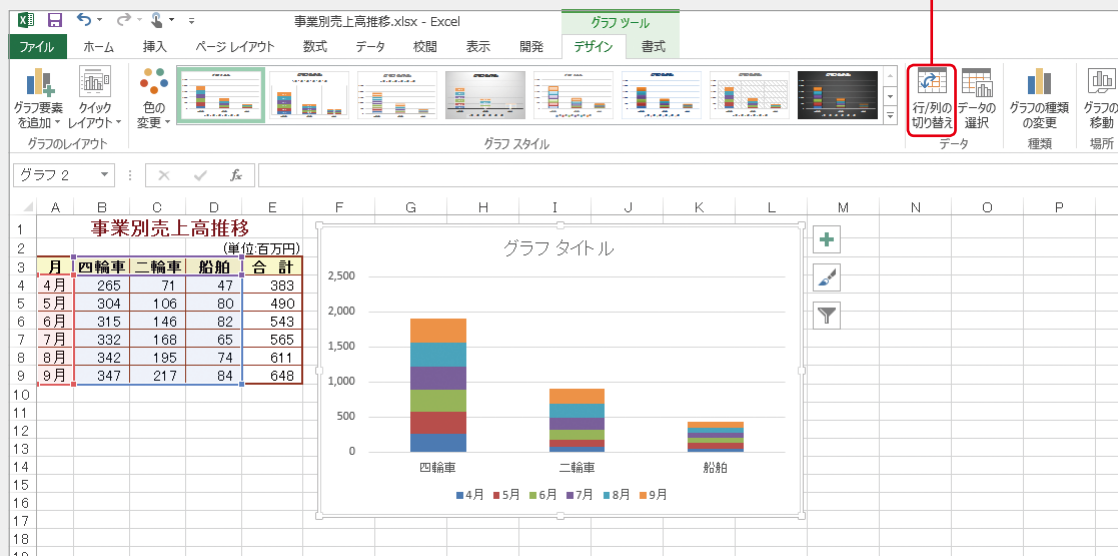 事業別売上高推移.xlsx - Excel
グラフ ツール
ファイル ホーム 挿入 ページ レイアウト 数式 データ 校閲 表示 開発 デザイン 書式
グラフ要素を追加
クイックレイアウト
色の変更
行/列の切り替え
データの選択
グラフの種類の変更
グラフの移動
グラフのレイアウト
グラフ スタイル
データ
種類
場所
グラフ 2
fx
A B C D E F G H I J K L M N O P
1 事業別売上高推移
2 (単位:百万円)
3 月 四輪車 二輪車 船舶 合 計
4 4月 265 71 47 383
5 5月 304 106 80 490
6 6月 315 146 82 543
7 7月 332 168 65 565
8 8月 342 195 74 611
9 9月 347 217 84 648
10
11
12
13
14
15
16
17
18
グラフ タイトル
2,500
2,000
1,500
1,000
500
0
四輪車 二輪車 船舶
4月 5月 6月 7月 8月 9月